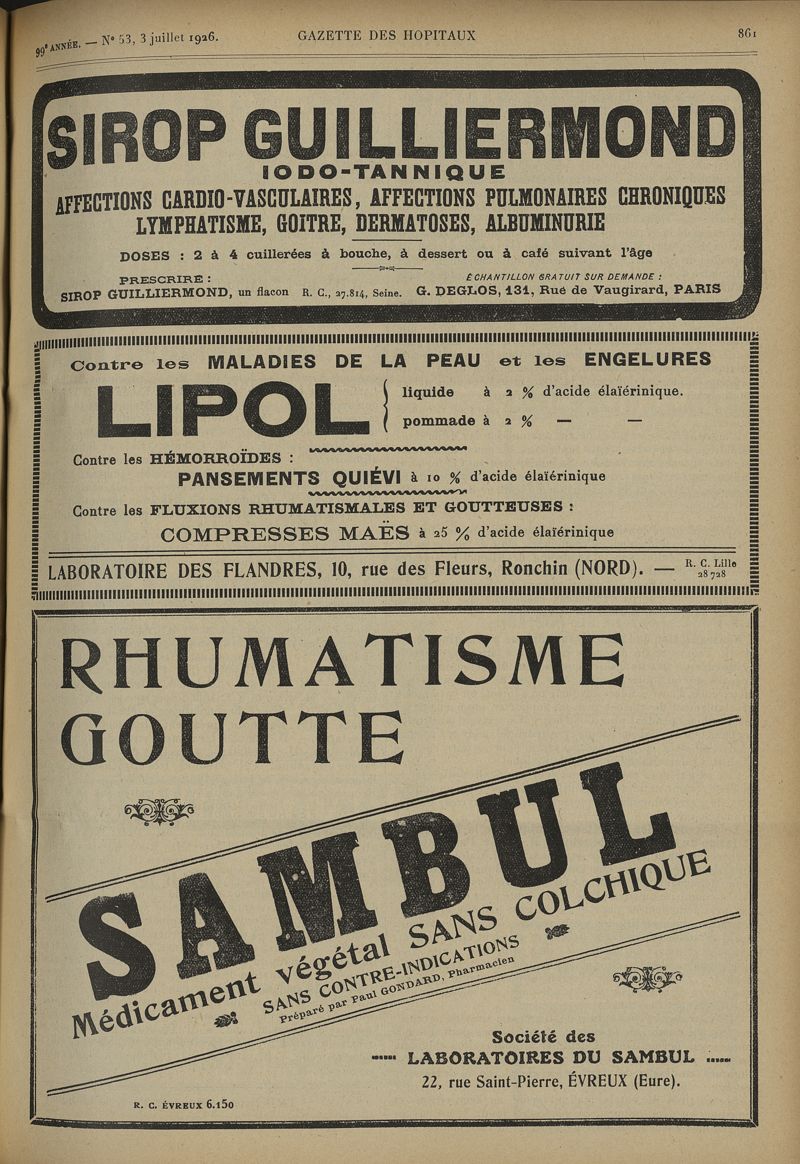 99e ANNÉE. — N° 53, 3 juillet 1926. GAZETTE DES HOPITAUX 861
SIROP GUILLIERMOND
IODO-TANNIQUE
AFFECTIONS CARDIO-VASCULAIRES, AFFECTIONS PULMONAIRES CHRONIQUES
LYMPHATISME, GOITRE, DERMATOSES, ALBUMINURIE
DOSES : 2 à 4 cuillerées à bouche, à dessert ou à café suivant l'âge
PRESCRIRE : ÉCHANTILLON GRATUIT SUR DEMANDE :
SIROP GUILLIERMOND, un flacon R. C., 27.814, Seine. G. DEGLOS, 131, Rue de Vaugirard, PARIS
Contre les MALADIES DE LA PEAU et les ENGELURES
LIPOL { liquide à 2 % d'acide élaïérinique.
pommade à 2 % — —
Contre les HÉMORROÏDES :
PANSEMENTS QUIÉVI à 10 % d'acide élaïérinique
Contre les FLUXIONS RHUMATISMALES ET GOUTTEUSES :
COMPRESSES MAËS à 25 % d'acide élaïérinique
LABORATOIRE DES FLANDRES, 10, rue des Fleurs, Ronchin (NORD). — R. C. Lille 28728
RHUMATISME
GOUTTE
SAMBUL
Médicament végétal SANS COLCHIQUE
SANS CONTRE-INDICATIONS
Préparé par Paul GONDARD, Pharmacien
Société des
LABORATOIRES DU SAMBUL
22, rue Saint-Pierre, ÉVREUX (Eure).
R. C. ÉVREUX 6.150